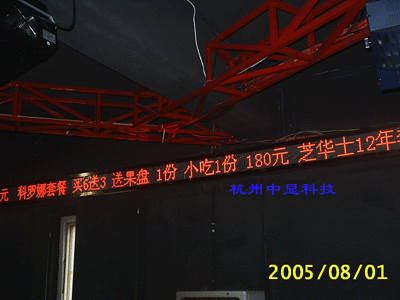 元 科罗娜套餐 买6送3 送果盘 1份 小吃1份 180元 芝华士12年
杭州中显科技
2005/08/01